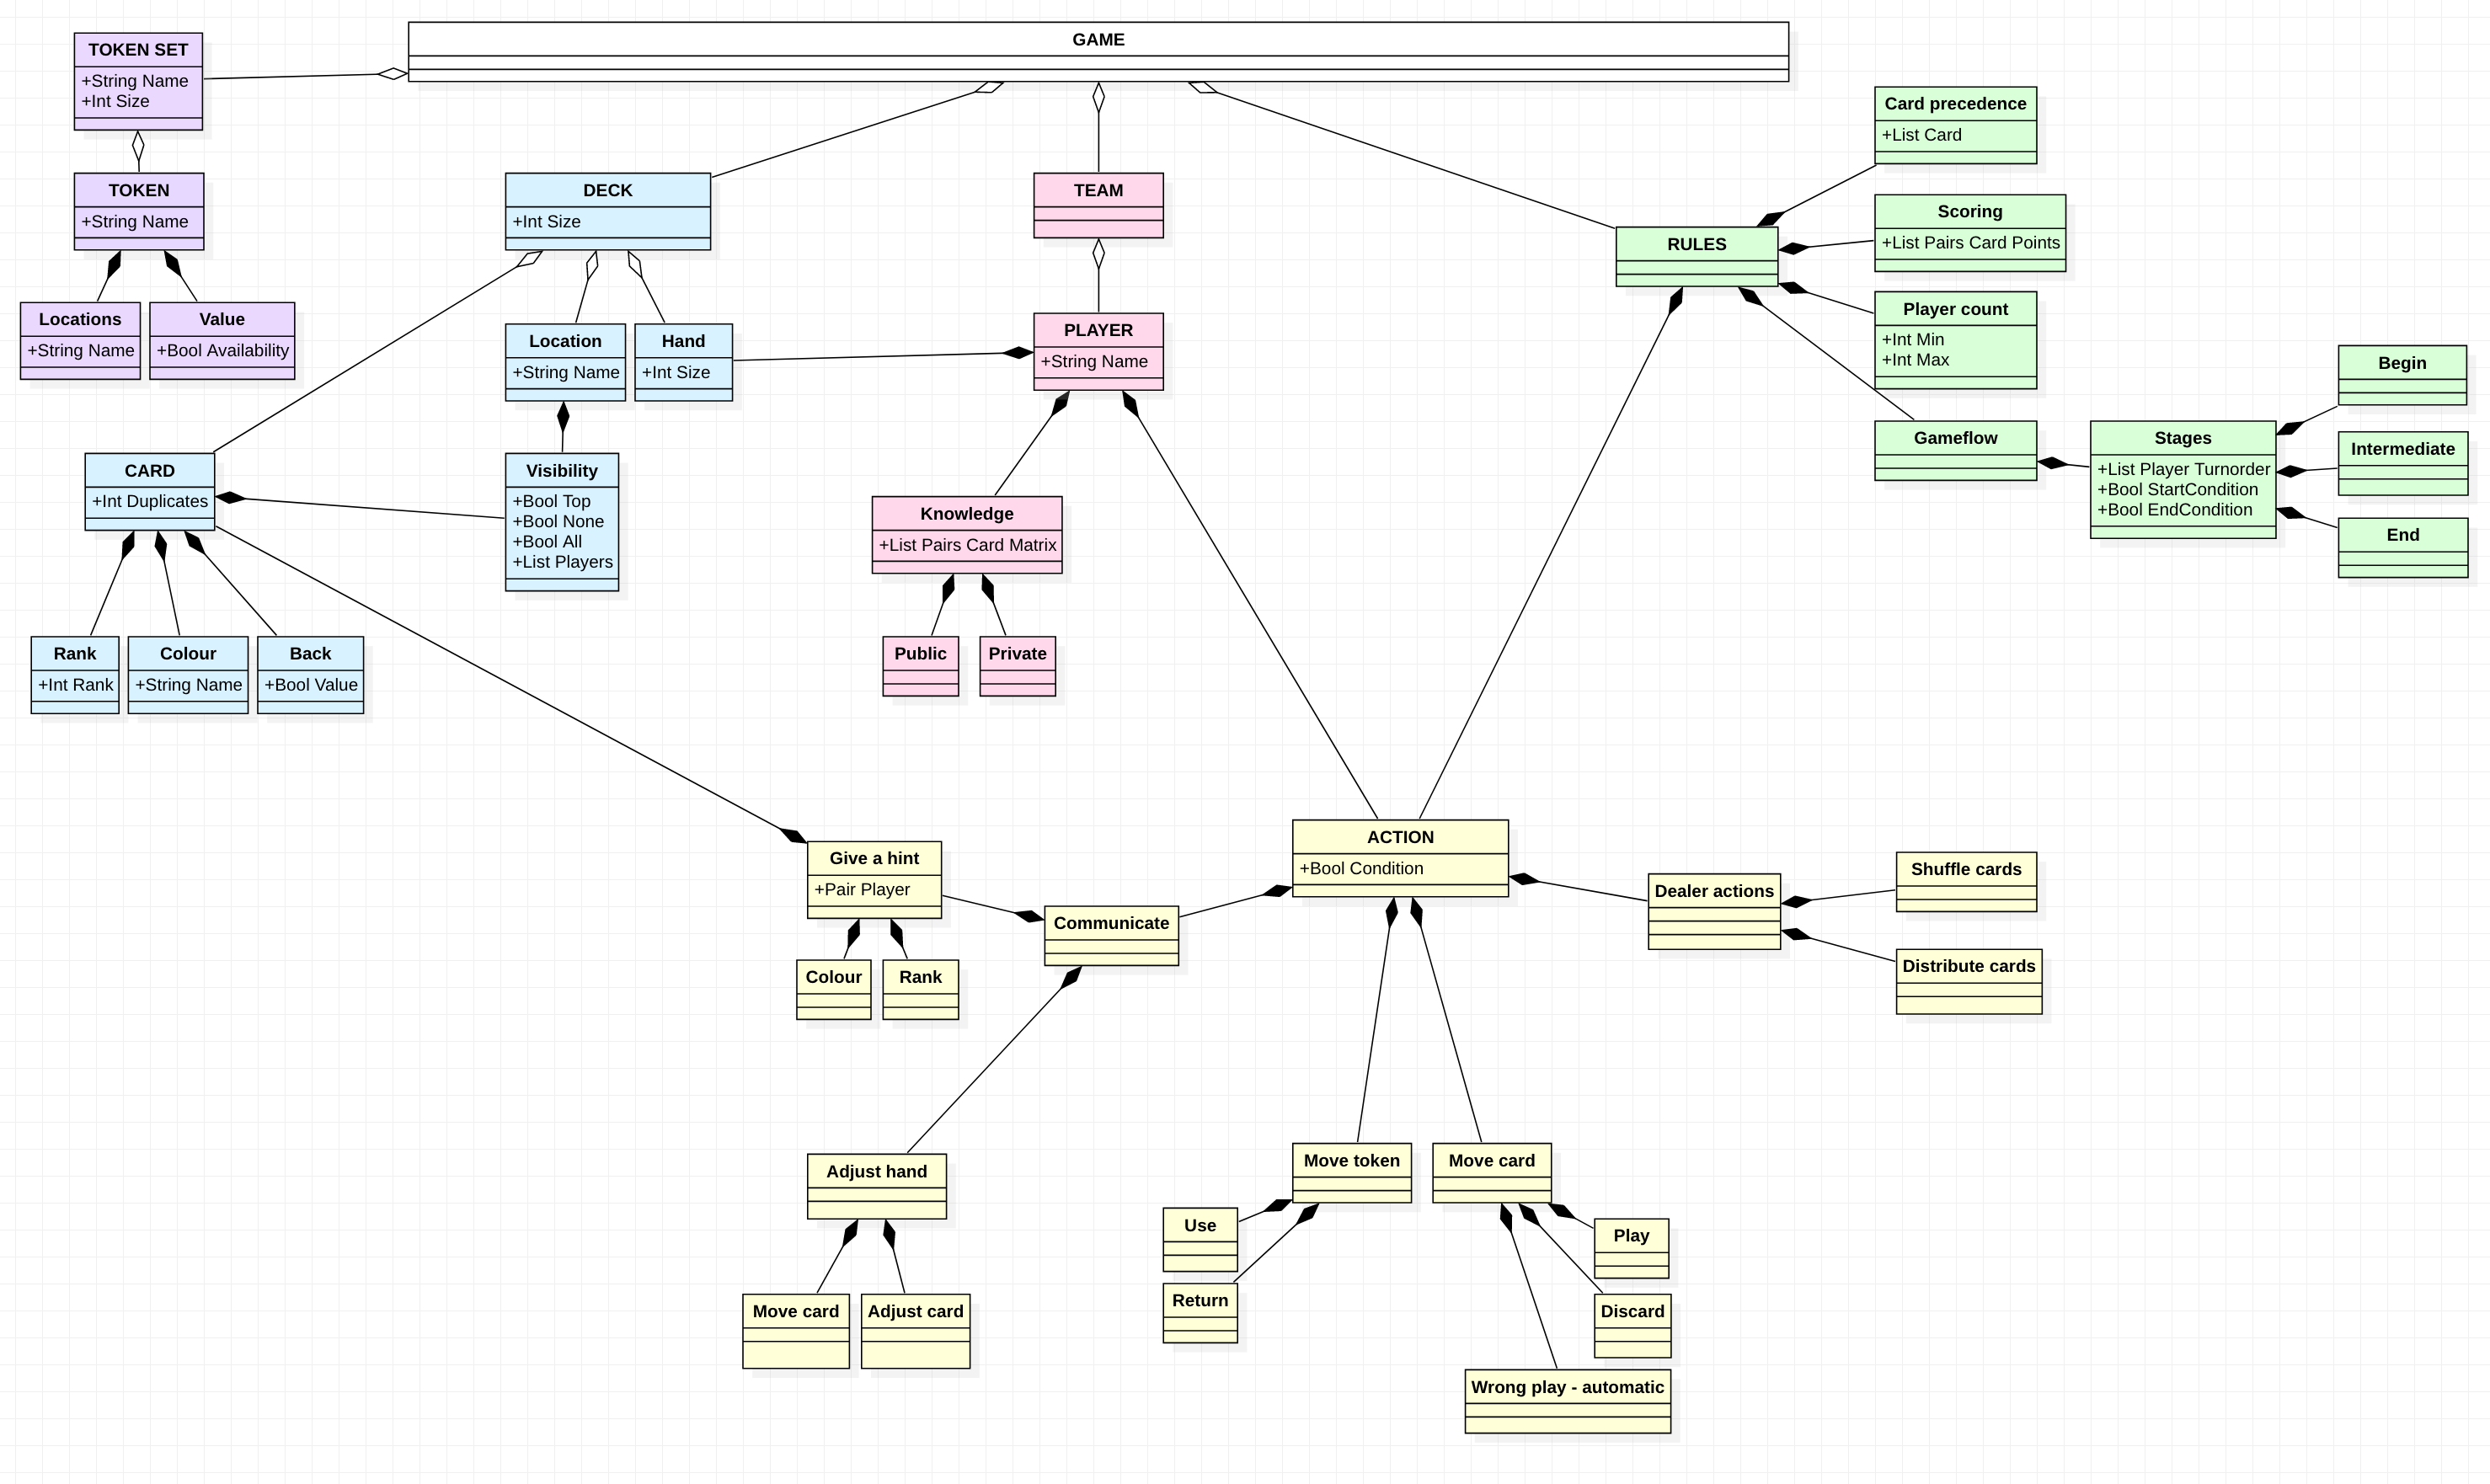 GAME
TOKEN SET
+String Name
+Int Size
TOKEN
+String Name
Locations
+String Name
Value
+Bool Availability
DECK
+Int Size
Location
+String Name
Hand
+Int Size
CARD
+Int Duplicates
Visibility
+Bool Top
+Bool None
+Bool All
+List Players
Rank
+Int Rank
Colour
+String Name
Back
+Bool Value
TEAM
PLAYER
+String Name
Knowledge
+List Pairs Card Matrix
Public
Private
RULES
Card precedence
+List Card
Scoring
+List Pairs Card Points
Player count
+Int Min
+Int Max
Gameflow
Stages
+List Player Turnorder
+Bool StartCondition
+Bool EndCondition
Begin
Intermediate
End
ACTION
+Bool Condition
Give a hint
+Pair Player
Communicate
Colour
Rank
Dealer actions
Shuffle cards
Distribute cards
Adjust hand
Move card
Adjust card
Move token
Use
Return
Move card
Play
Discard
Wrong play - automatic